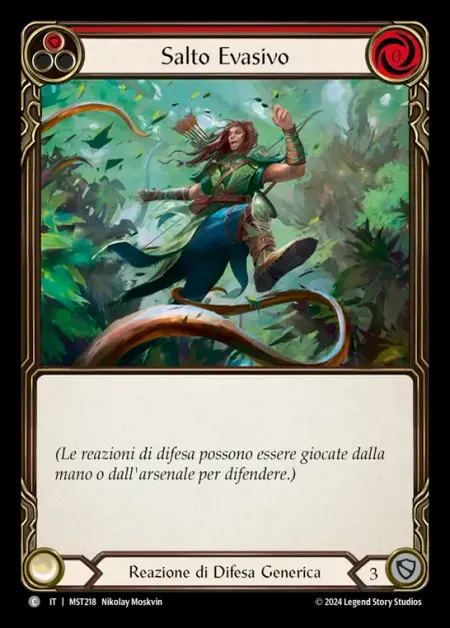 Salto Evasivo
0
(Le reazioni di difesa possono essere giocate dalla
mano o dall'arsenale per difendere.)
Reazione di Difesa Generica
3
C IT | MST218 Nikolay Moskvin
© 2024 Legend Story Studios